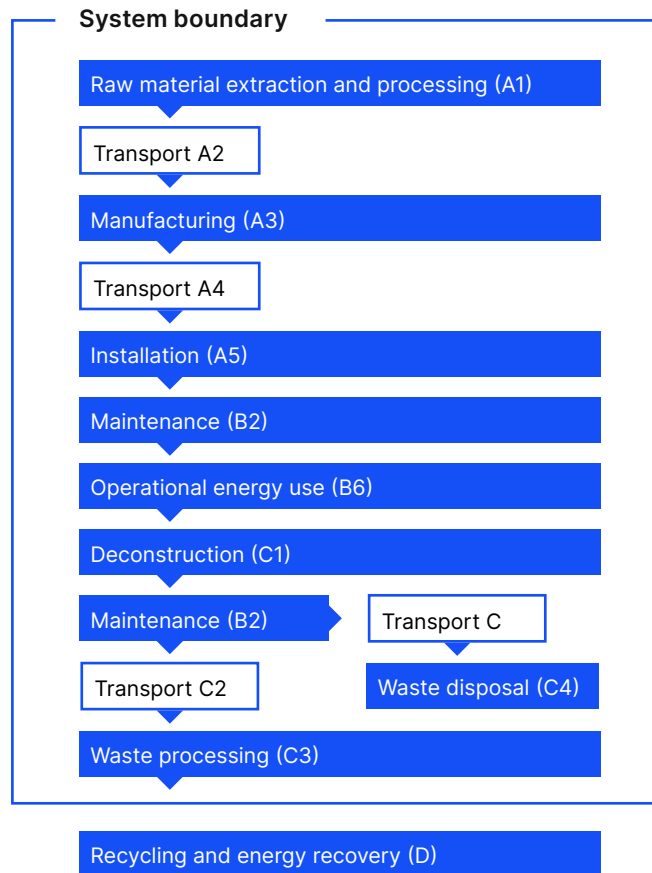 System boundary
Raw material extraction and processing (A1)
Transport A2
Manufacturing (A3)
Transport A4
Installation (A5)
Maintenance (B2)
Operational energy use (B6)
Deconstruction (C1)
Maintenance (B2)
Transport C
Transport C2
Waste disposal (C4)
Waste processing (C3)
Recycling and energy recovery (D)